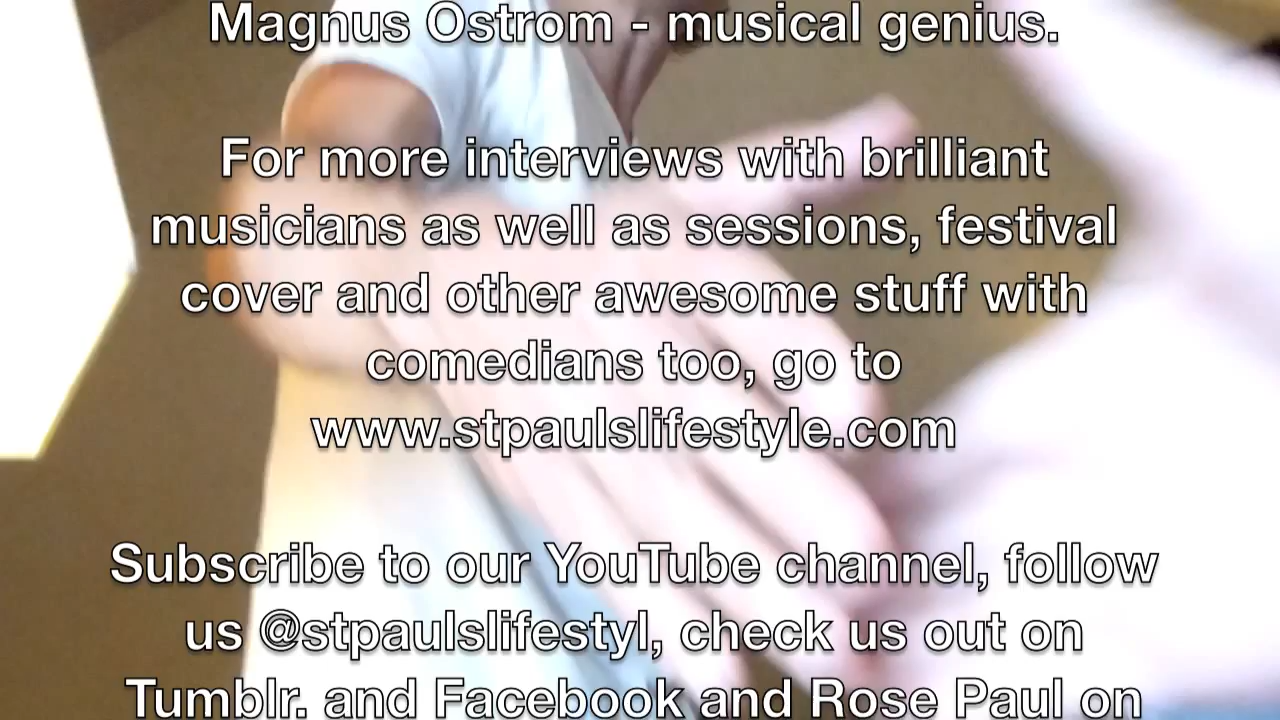 Magnus Ostrom - musical genius.
For more interviews with brilliant
musicians as well as sessions, festival
cover and other awesome stuff with
comedians too, go to
www.stpaulslifestyle.com
Subscribe to our YouTube channel, follow
us @stpaulslifestyl, check us out on
Tumblr. and Facebook and Rose Paul on